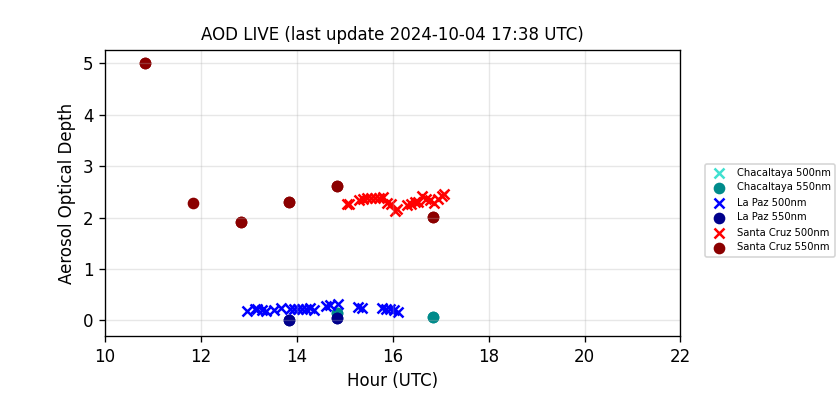 AOD LIVE (last update 2024-10-04 17:38 UTC)
Aerosol Optical Depth
5
4
3
2
1
0
10 12 14 16 18 20 22
Hour (UTC)
Chacaltaya 500nm
Chacaltaya 550nm
La Paz 500nm
La Paz 550nm
Santa Cruz 500nm
Santa Cruz 550nm